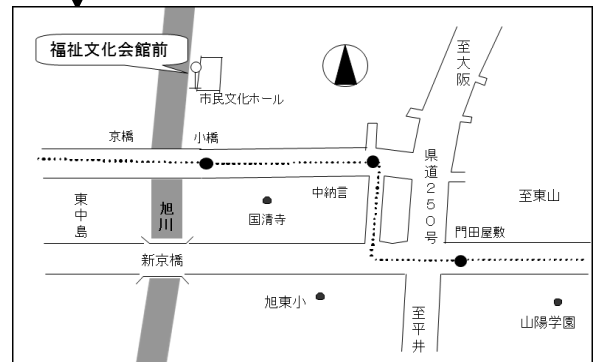 福祉文化会館前
至大阪
市民文化ホール
京橋
小橋
県道250号
中納言
至東山
東中島
旭川
国清寺
門田屋敷
新京橋
旭東小
至平井
山陽学園